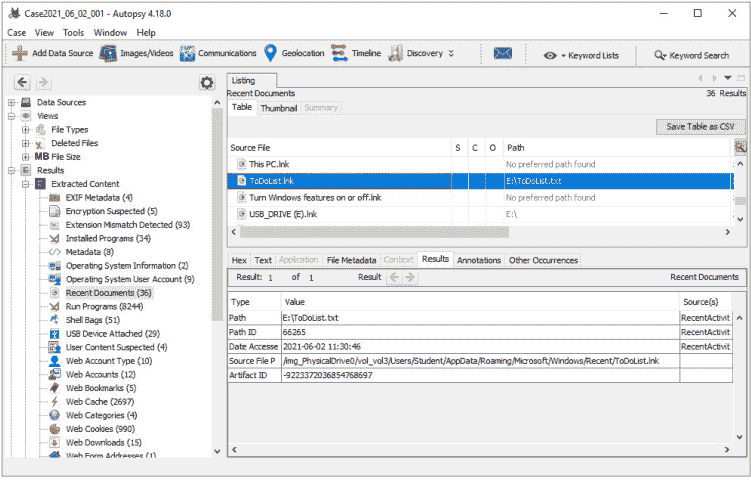 Case2021_06_02_001 - Autopsy 4.18.0
Case View Tools Window Help
Add Data Source Images/Videos Communications Geolocation Timeline Discovery Keyword Lists Keyword Search
Data Sources
Views
File Types
Deleted Files
MB File Size
Results
Extracted Content
EXIF Metadata (4)
Encryption Suspected (5)
Extension Mismatch Detected (93)
Installed Programs (34)
Metadata (8)
Operating System Information (2)
Operating System User Account (9)
Recent Documents (36)
Run Programs (8244)
Shell Bags (51)
USB Device Attached (29)
User Content Suspected (4)
Web Account Type (10)
Web Accounts (12)
Web Bookmarks (5)
Web Cache (2697)
Web Categories (4)
Web Cookies (990)
Web Downloads (15)
Web Form Addresses (1)
Listing
Recent Documents 36 Results
Table Thumbnail Summary
Save Table as CSV
Source File S C O Path
This PC.lnk No preferred path found
ToDoList.lnk E:\ToDoList.txt
Turn Windows features on or off.lnk No preferred path found
USB_DRIVE (E).lnk E:\
Hex Text Application File Metadata Context Results Annotations Other Occurrences
Result: 1 of 1 Result Recent Documents
Type Value Source(s)
Path E:\ToDoList.txt RecentActivit
Path ID 66265 RecentActivit
Date Accesse 2021-06-02 11:30:46 RecentActivit
Source File P /img_PhysicalDrive0/vol_vol3/Users/Student/AppData/Roaming/Microsoft/Windows/Recent/ToDoList.lnk
Artifact ID -9223372036854768697